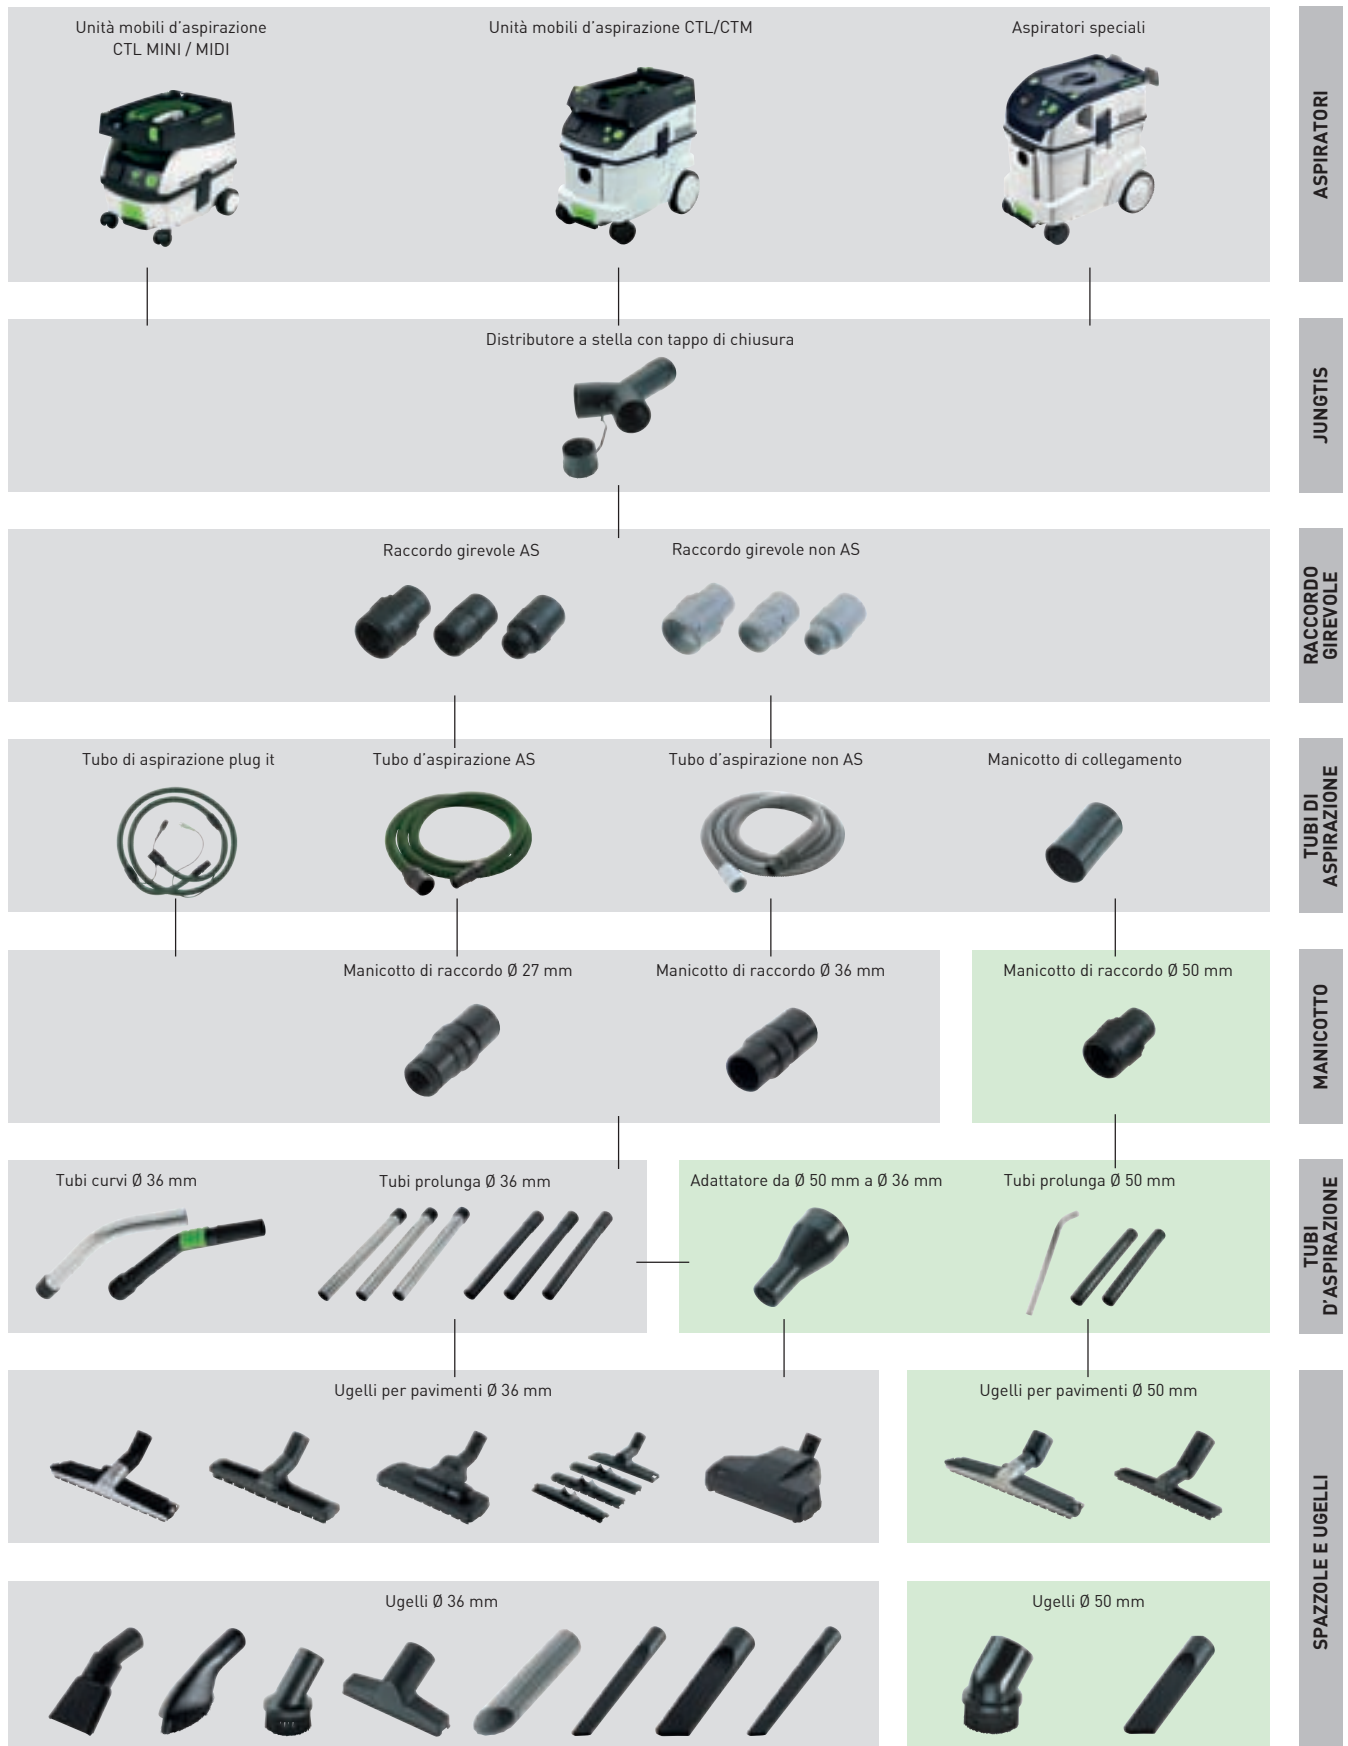 Unità mobili d'aspirazione
CTL MINI / MIDI
Unità mobili d'aspirazione CTL/CTM
Aspiratori speciali
ASPIRATORI
Distributore a stella con tappo di chiusura
JUNGTIS
Raccordo girevole AS
Raccordo girevole non AS
RACCORDO
GIREVOLE
Tubo di aspirazione plug it
Tubo d'aspirazione AS
Tubo d'aspirazione non AS
Manicotto di collegamento
TUBI DI
ASPIRAZIONE
Manicotto di raccordo Ø 27 mm
Manicotto di raccordo Ø 36 mm
Manicotto di raccordo Ø 50 mm
MANICOTTO
Tubi curvi Ø 36 mm
Tubi prolunga Ø 36 mm
Adattatore da Ø 50 mm a Ø 36 mm
Tubi prolunga Ø 50 mm
TUBI
D'ASPIRAZIONE
Ugelli per pavimenti Ø 36 mm
Ugelli per pavimenti Ø 50 mm
SPAZZOLE E UGELLI
Ugelli Ø 36 mm
Ugelli Ø 50 mm